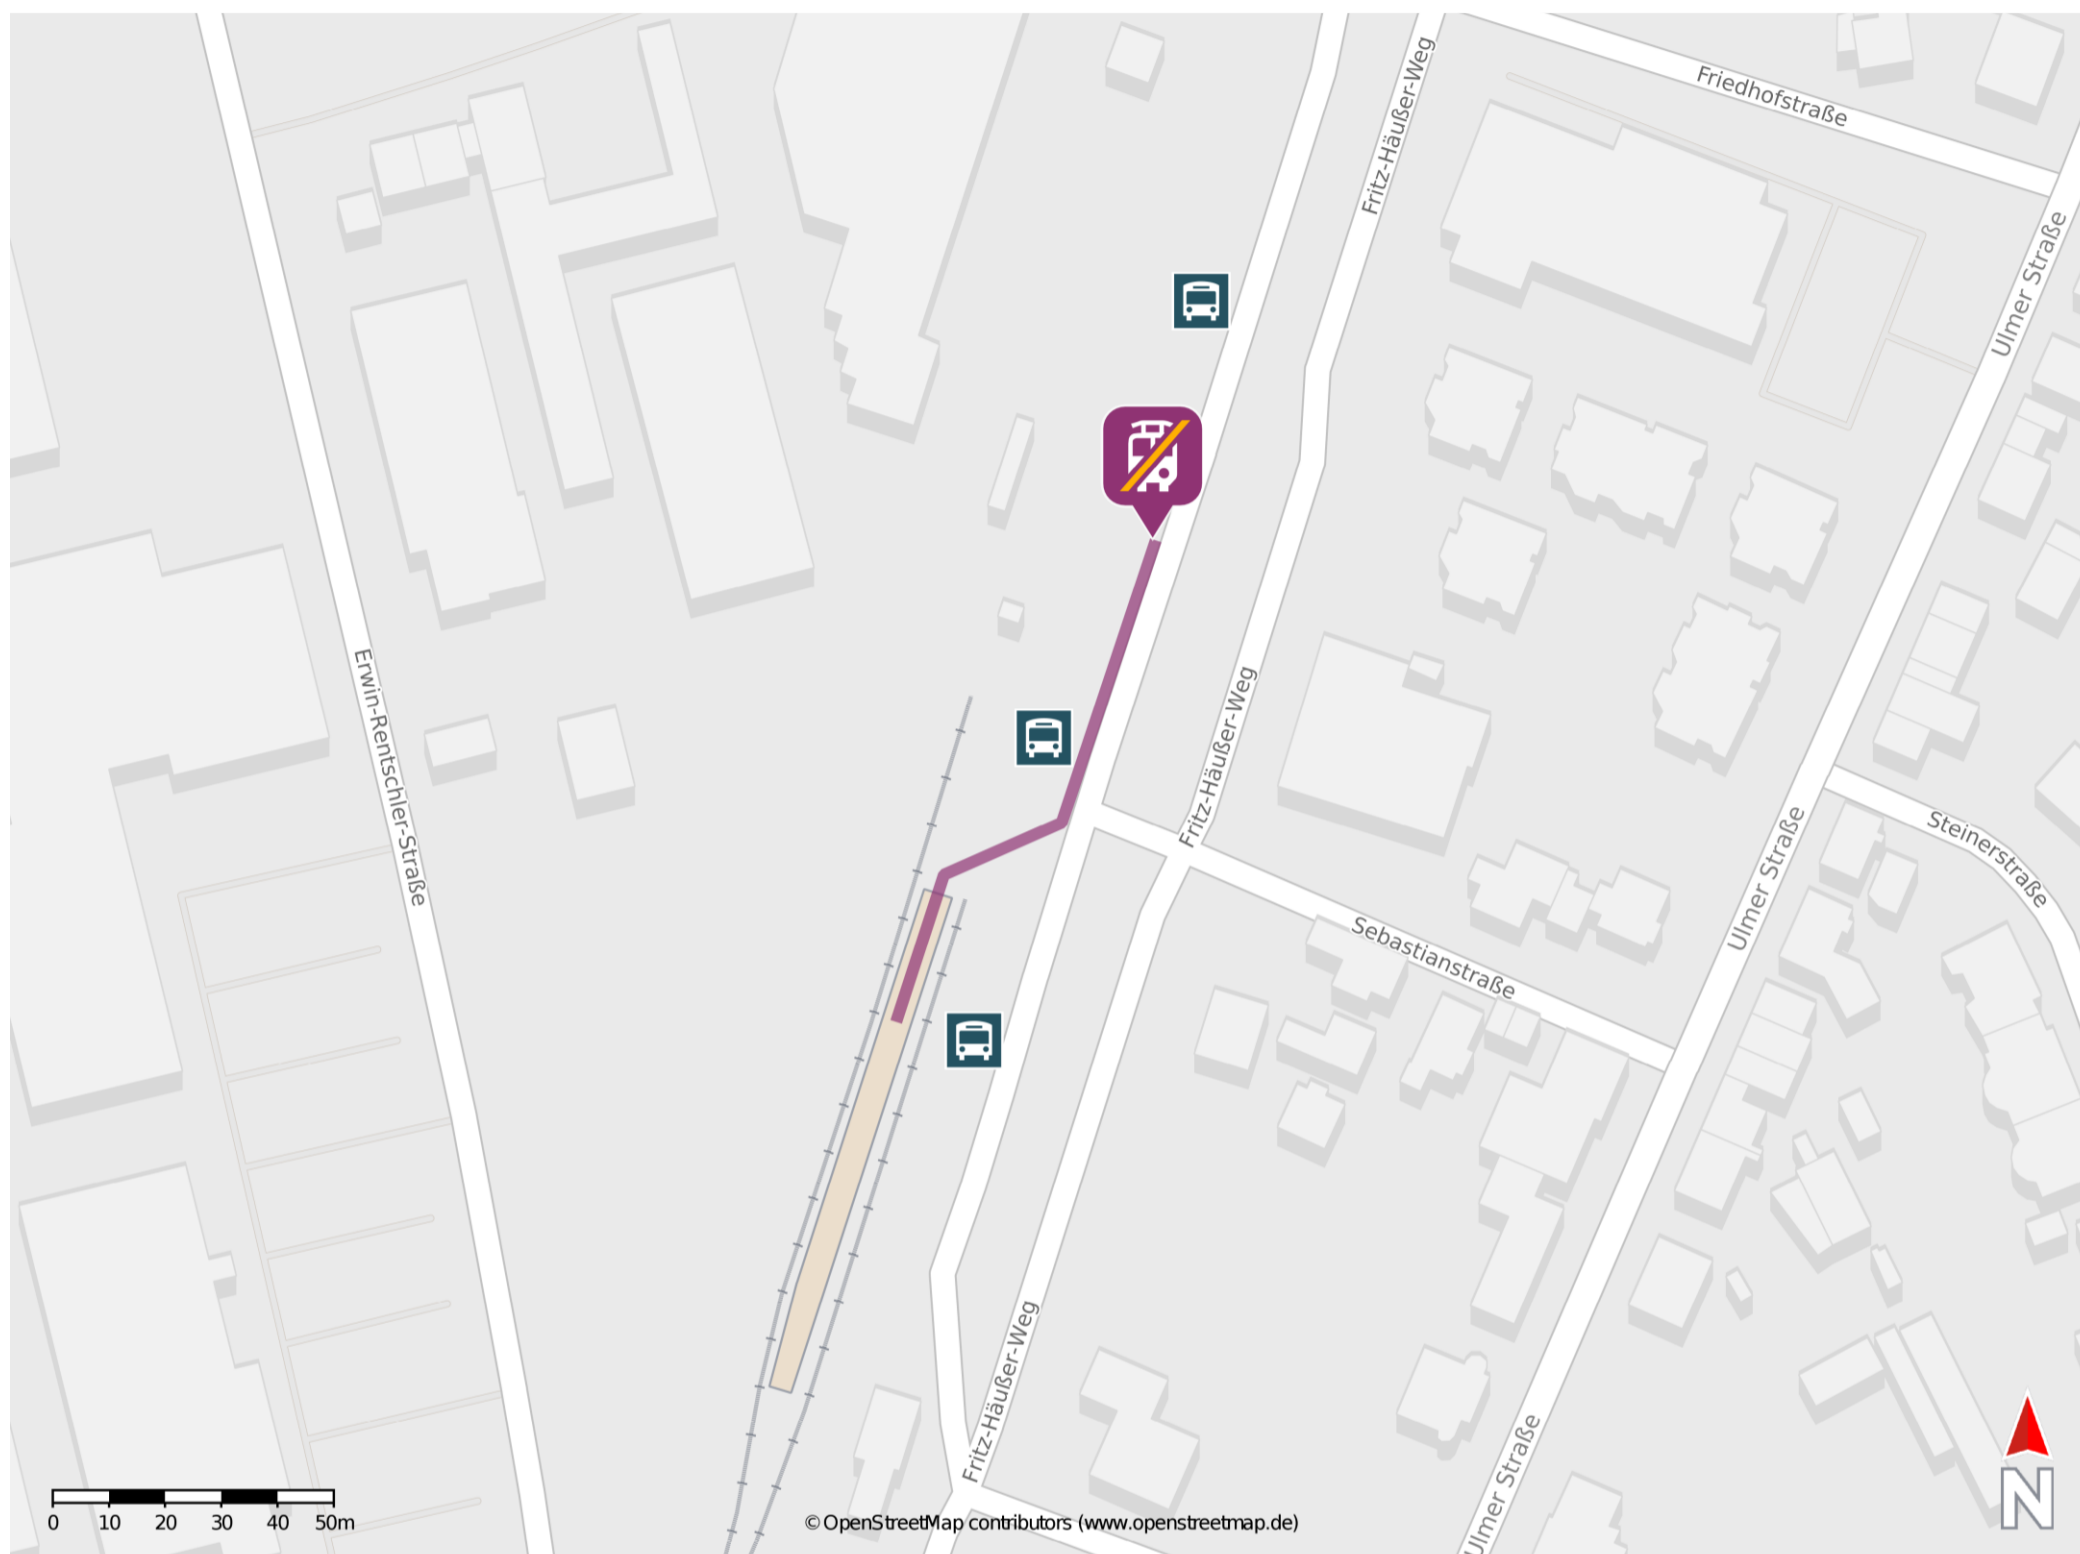 Friedhofstraße
Fritz-Häußer-Weg
Ulmer Straße
Erwin-Rentschler-Straße
Fritz-Häußer-Weg
Steinerstraße
Ulmer Straße
Sebastianstraße
Fritz-Häußer-Weg
Ulmer Straße
0 10 20 30 40 50m
© OpenStreetMap contributors (www.openstreetmap.de)
N